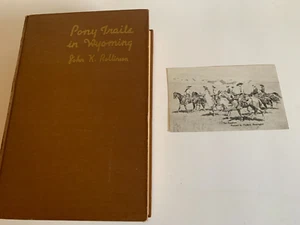 Pony Trails
in Wyoming
John K. Rollinson